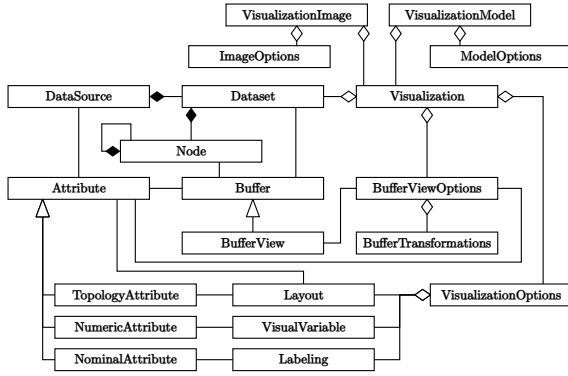 VisualizationImage
VisualizationModel
ImageOptions
ModelOptions
DataSource
Dataset
Visualization
Node
Attribute
Buffer
BufferViewOptions
BufferView
BufferTransformations
TopologyAttribute
Layout
VisualizationOptions
NumericAttribute
VisualVariable
NominalAttribute
Labeling